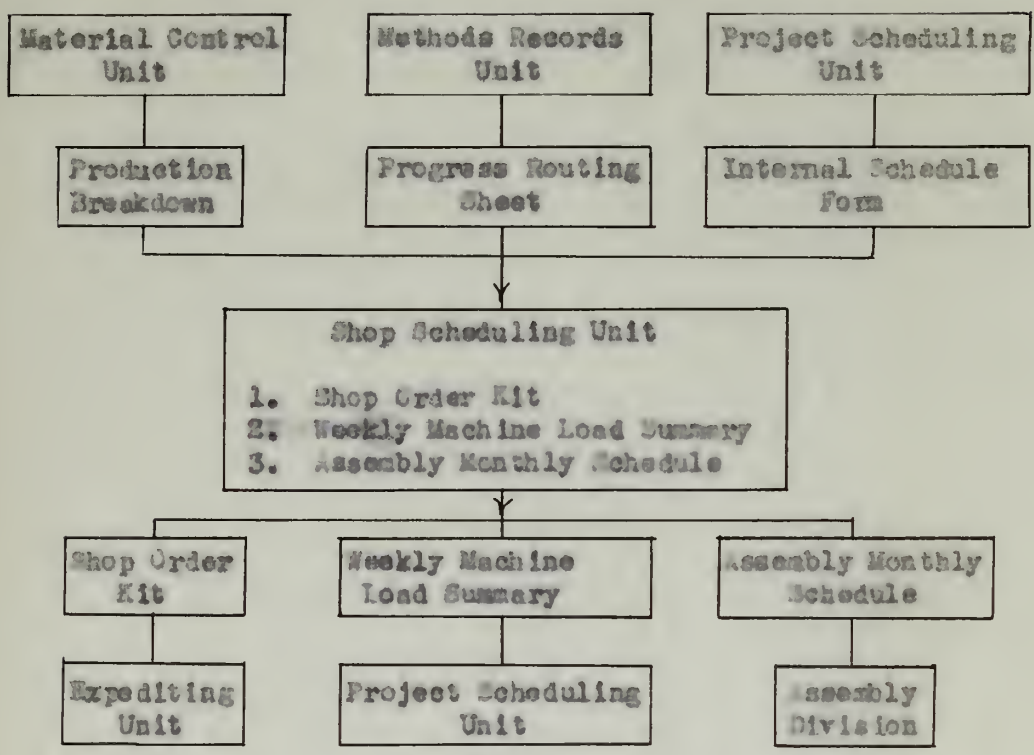 Material Control
Unit
Methods Records
Unit
Project Scheduling
Unit
Production
Breakdown
Progress Routing
Sheet
Internal Schedule
Form
Shop Scheduling Unit
1. Shop Order Kit
2. Weekly Machine Load Summary
3. Assembly Monthly Schedule
Shop Order
Kit
Weekly Machine
Load Summary
Assembly Monthly
Schedule
Expediting
Unit
Project Scheduling
Unit
Assembly
Division